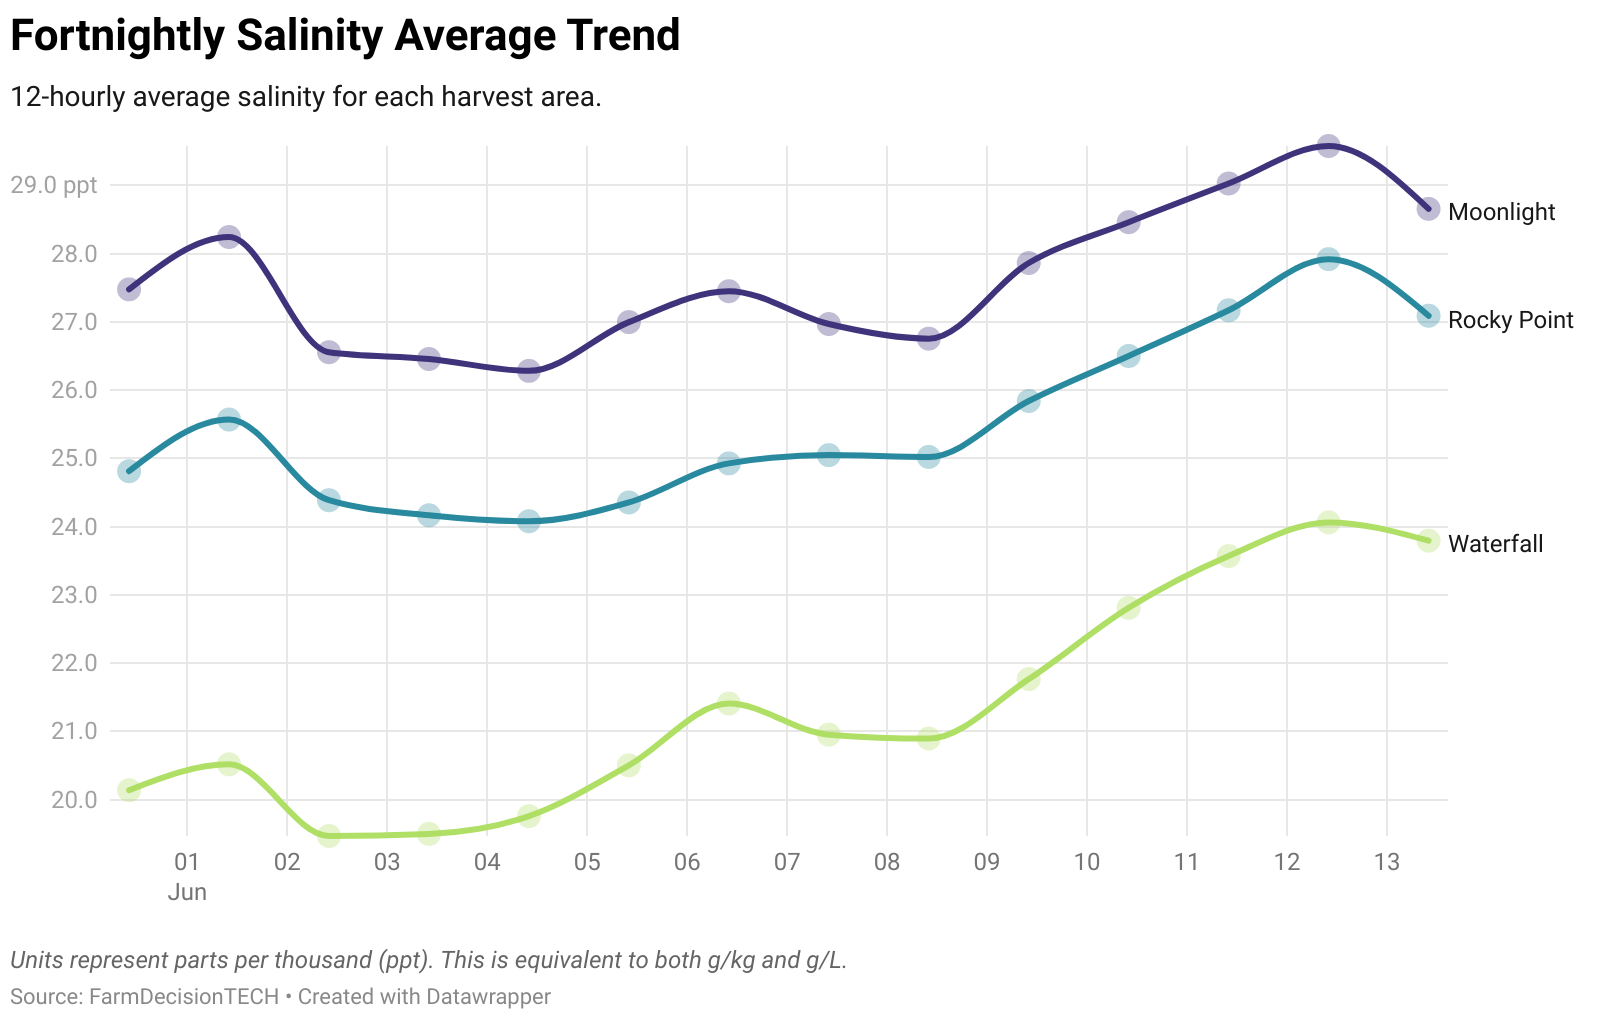 Fortnightly Salinity Average Trend
12-hourly average salinity for each harvest area.
29.0 ppt
28.0
27.0
26.0
25.0
24.0
23.0
22.0
21.0
20.0
Moonlight
Rocky Point
Waterfall
01 02 03 04 05 06 07 08 09 10 11 12 13
Jun
Units represent parts per thousand (ppt). This is equivalent to both g/kg and g/L.
Source: FarmDecisionTECH • Created with Datawrapper